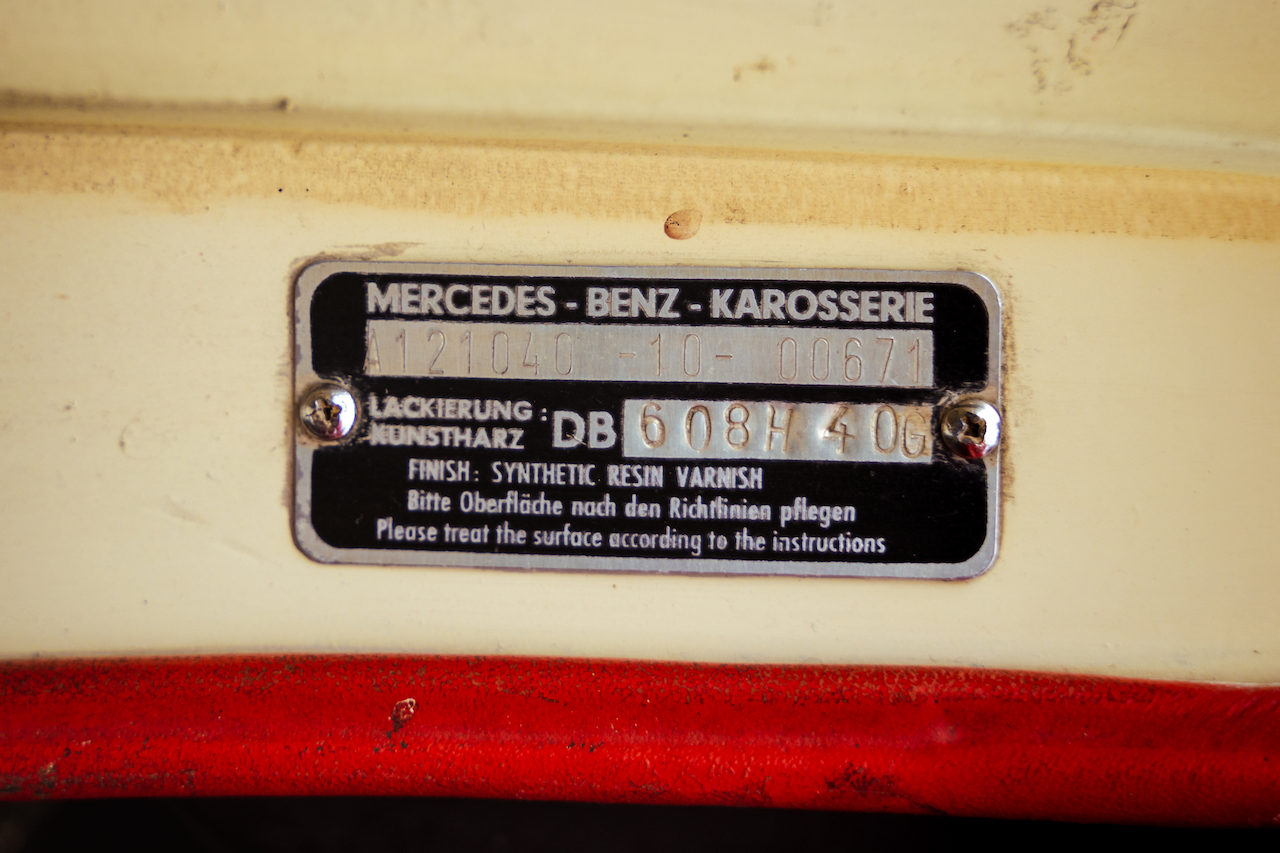 MERCEDES - BENZ - KAROSSERIE
A121040 -10- 00671
LACKIERUNG :
KUNSTHARZ
DB 608H 40G
FINISH: SYNTHETIC RESIN VARNISH
Bitte Oberfläche nach den Richtlinien pflegen
Please treat the surface according to the instructions